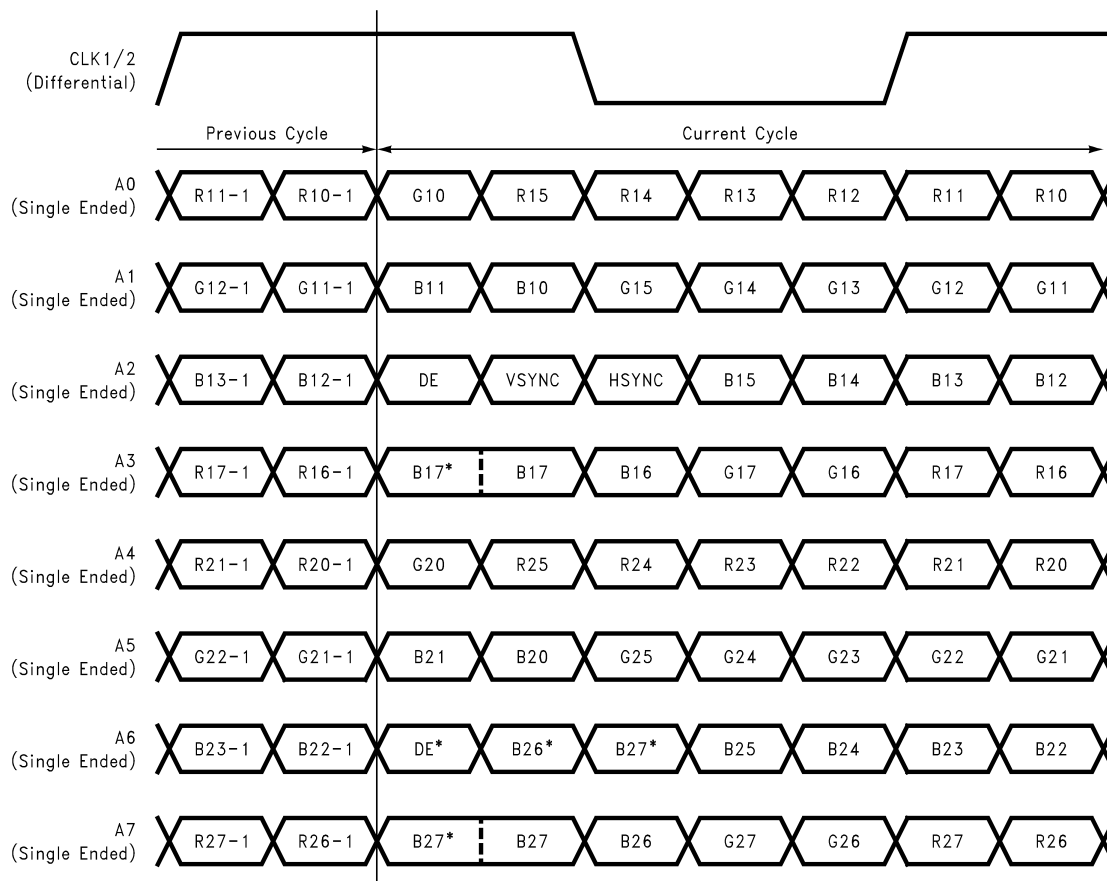 CLK1/2
(Differential)
Previous Cycle Current Cycle
A0
(Single Ended)
R11-1 R10-1 G10 R15 R14 R13 R12 R11 R10
A1
(Single Ended)
G12-1 G11-1 B11 B10 G15 G14 G13 G12 G11
A2
(Single Ended)
B13-1 B12-1 DE VSYNC HSYNC B15 B14 B13 B12
A3
(Single Ended)
R17-1 R16-1 B17* B17 B16 G17 G16 R17 R16
A4
(Single Ended)
R21-1 R20-1 G20 R25 R24 R23 R22 R21 R20
A5
(Single Ended)
G22-1 G21-1 B21 B20 G25 G24 G23 G22 G21
A6
(Single Ended)
B23-1 B22-1 DE* B26* B27* B25 B24 B23 B22
A7
(Single Ended)
R27-1 R26-1 B27* B27 B26 G27 G26 R27 R26